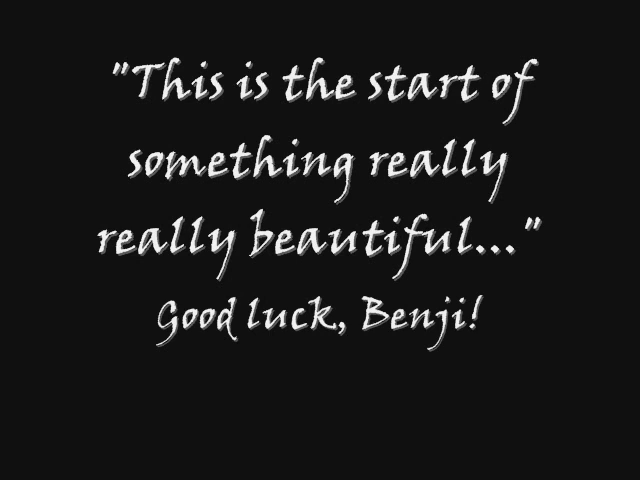 "This is the start of
something really
really beautiful..."
Good luck, Benji!